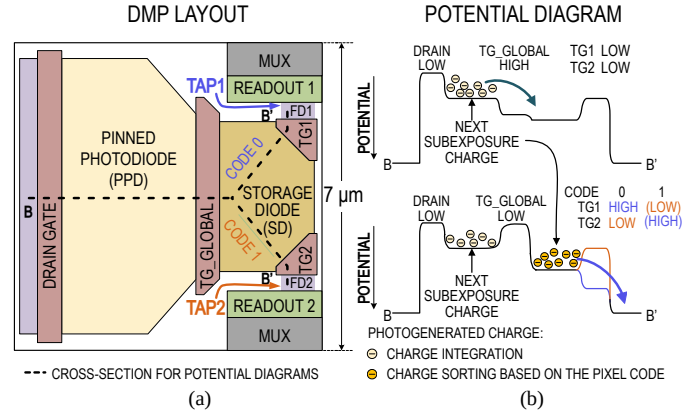 DMP LAYOUT
MUX
READOUT 1
TAP1
B'
FD1
TG1
PINNED
PHOTODIODE
(PPD)
CODE 0
B
DRAIN GATE
TG_GLOBAL
STORAGE
DIODE
(SD)
7 µm
CODE 1
TG2
B'
FD2
TAP2
READOUT 2
MUX
CROSS-SECTION FOR POTENTIAL DIAGRAMS
(a)
POTENTIAL DIAGRAM
DRAIN
LOW
TG_GLOBAL
HIGH
TG1 LOW
TG2 LOW
POTENTIAL
NEXT
SUBEXPOSURE
CHARGE
B
B'
DRAIN
LOW
TG_GLOBAL
LOW
CODE 0 1
TG1 HIGH (LOW)
TG2 LOW (HIGH)
POTENTIAL
NEXT
SUBEXPOSURE
CHARGE
B
B'
PHOTOGENERATED CHARGE:
CHARGE INTEGRATION
CHARGE SORTING BASED ON THE PIXEL CODE
(b)